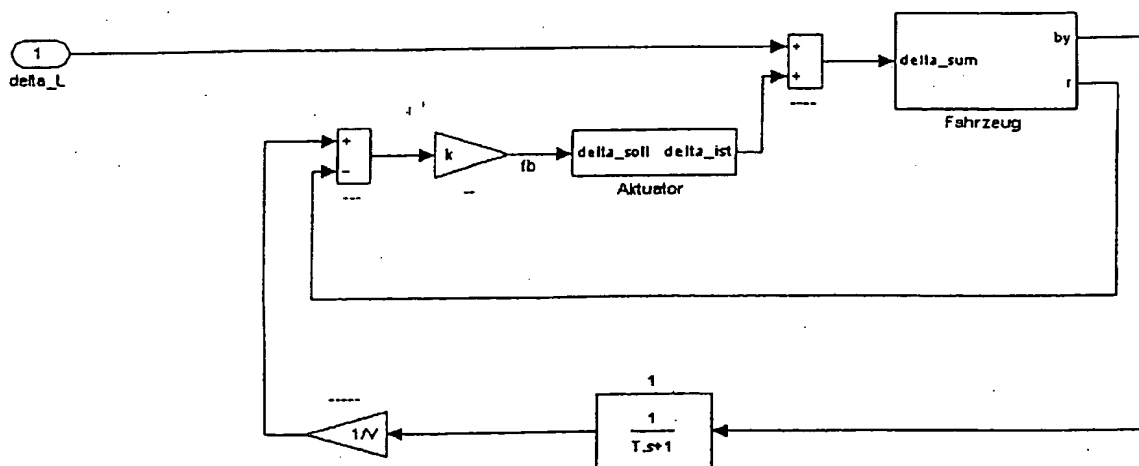 1
delta_L
+
+
delta_sum
by
r
Fahrzeug
+
−
k
fb
delta_soll delta_ist
Aktuator
1/V
1
1
T.s+1